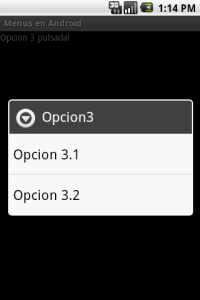 1:14 PM
Menus en Android
Opcion 3 pulsada!
Opcion3
Opcion 3.1
Opcion 3.2